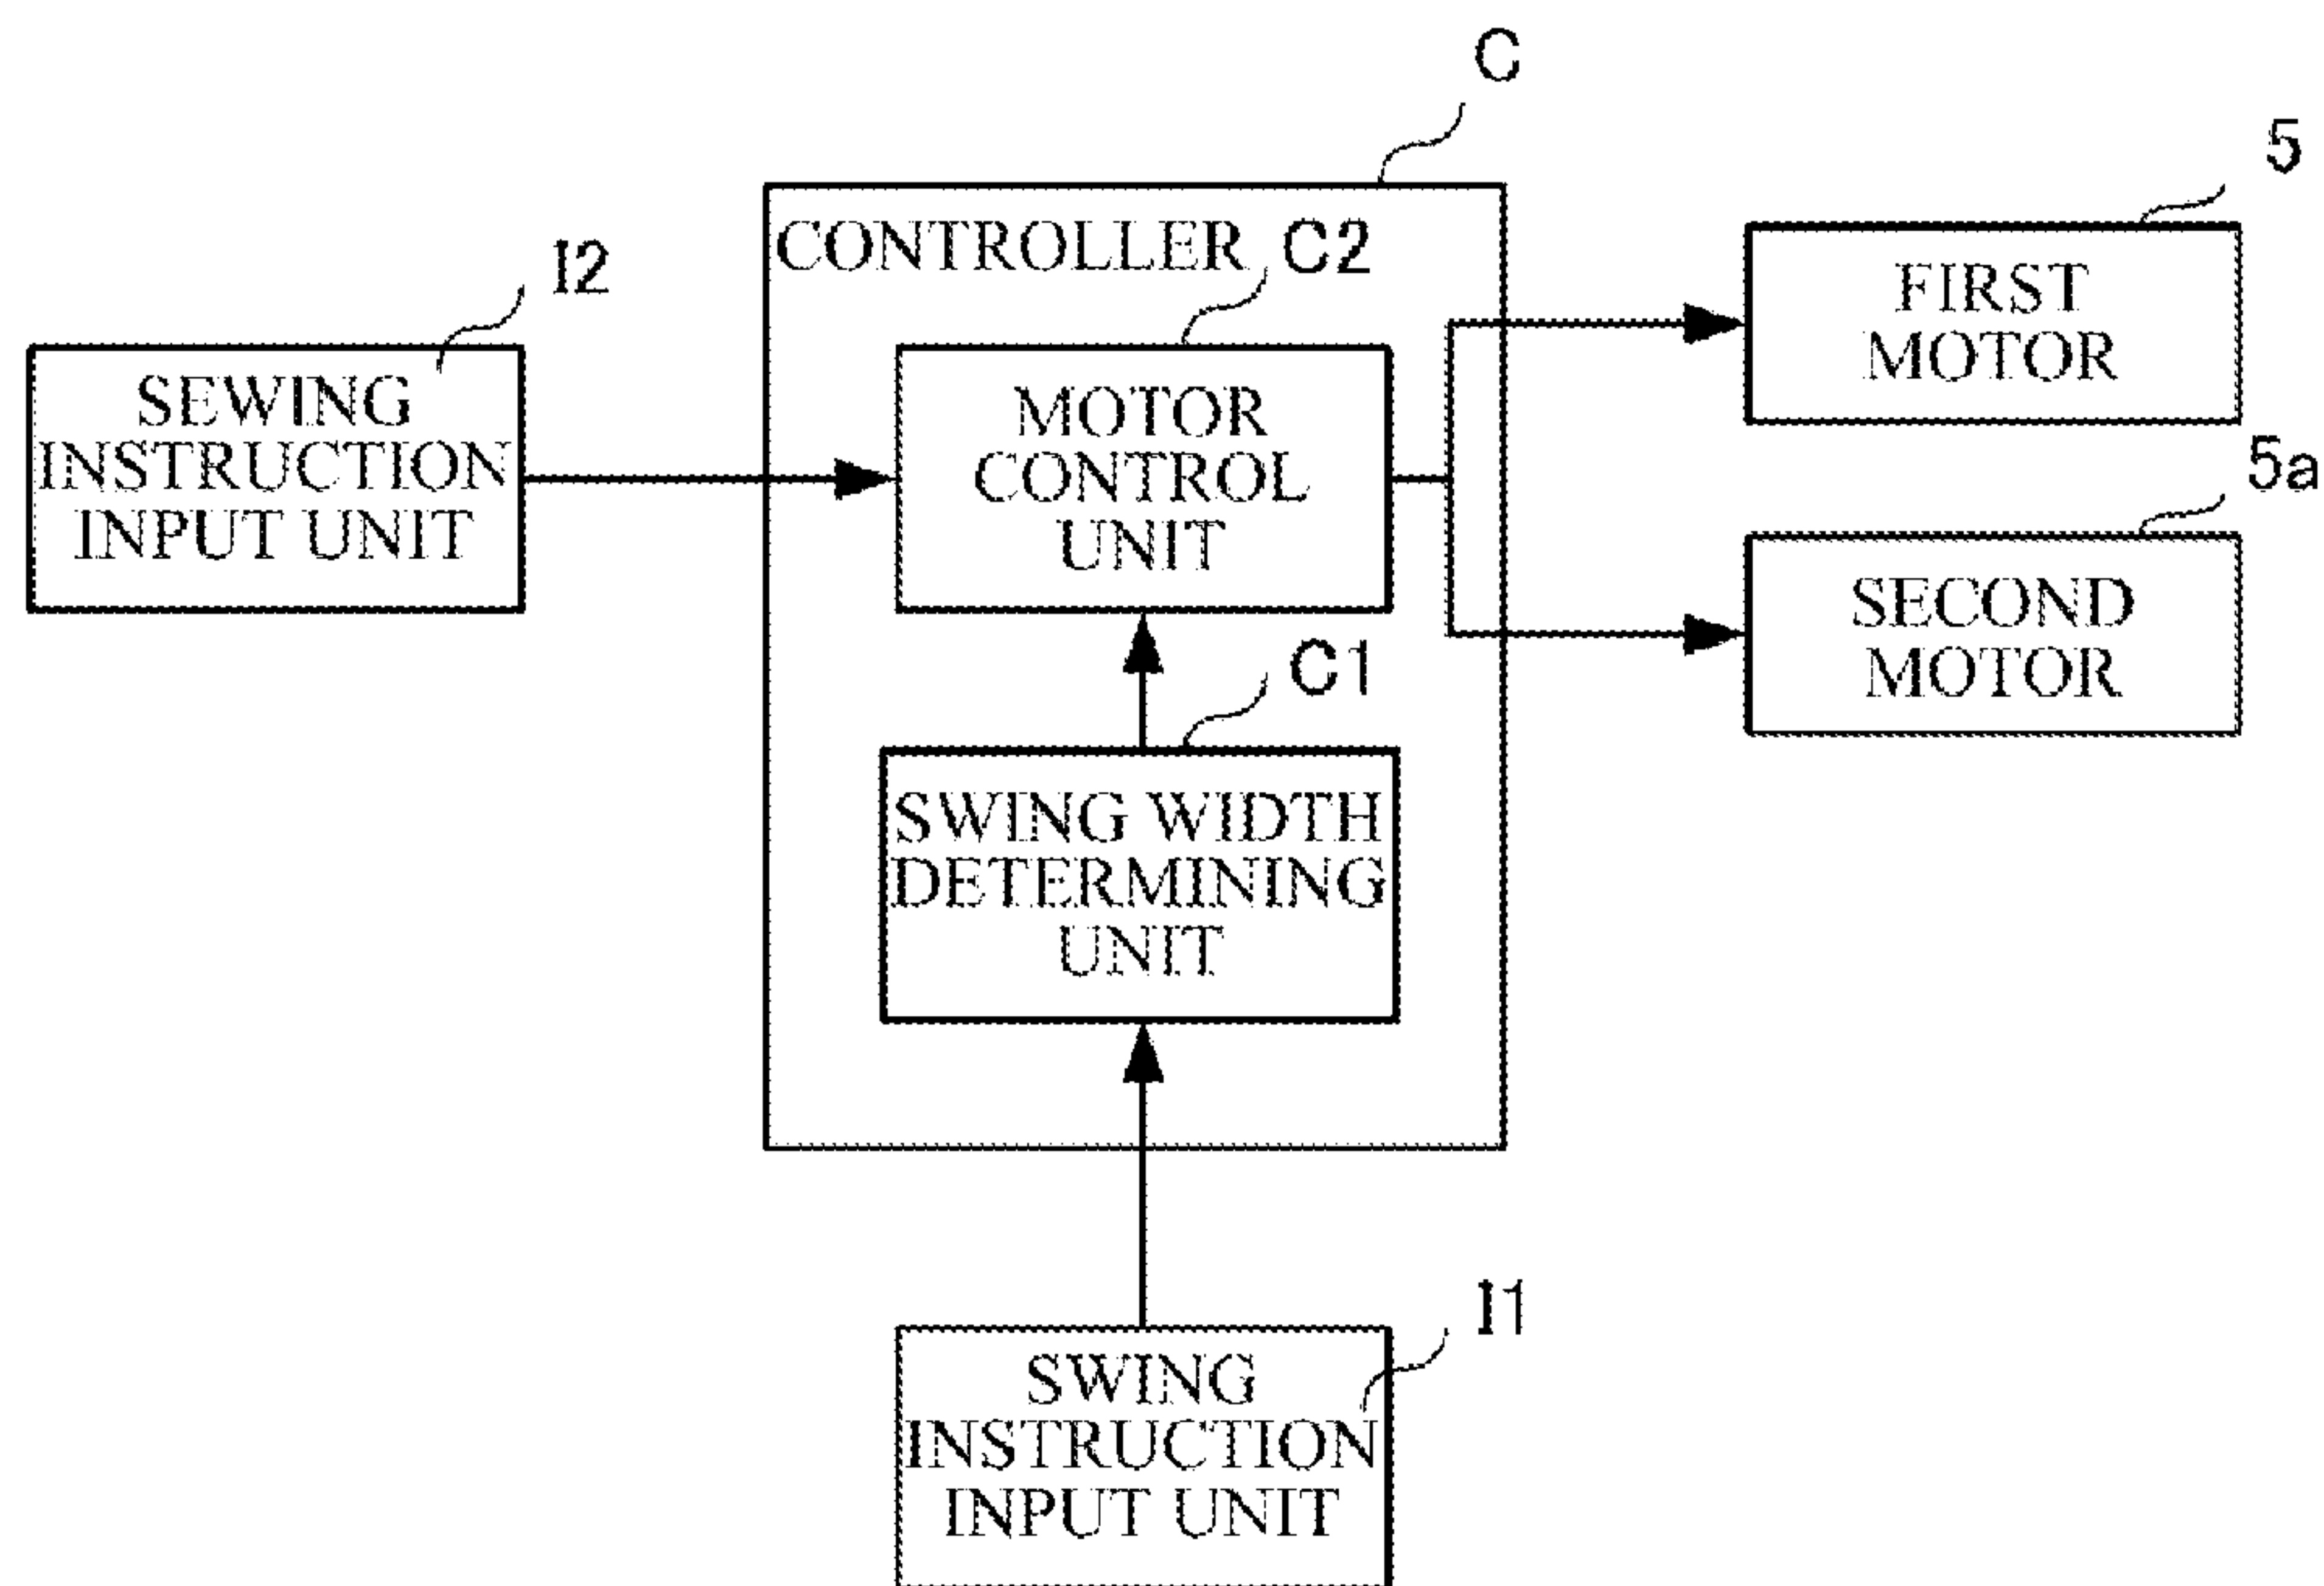 C
5
CONTROLLER C2
I2
FIRST
MOTOR
SEWING
INSTRUCTION
INPUT UNIT
MOTOR
CONTROL
UNIT
5a
SECOND
MOTOR
C1
SWING WIDTH
DETERMINING
UNIT
I1
SWING
INSTRUCTION
INPUT UNIT